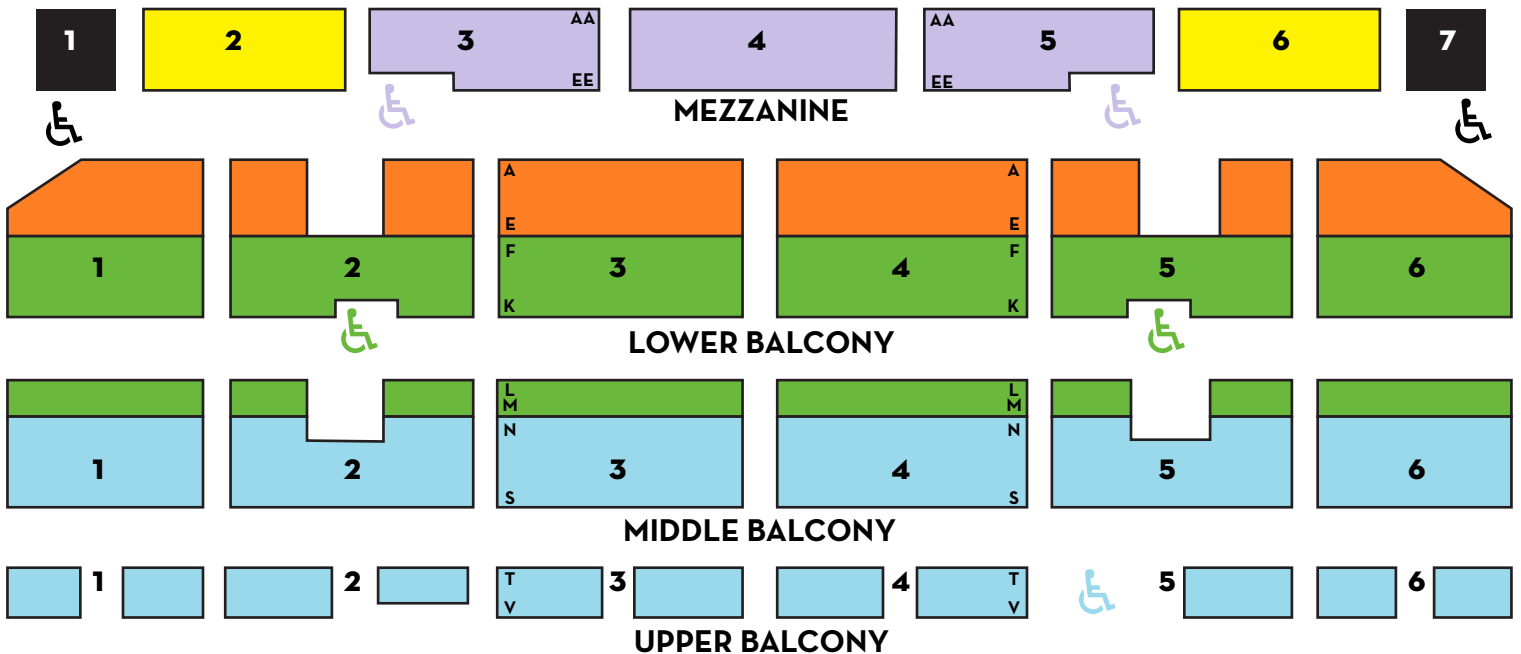 1 2 3 AA 4 AA 5 6 7
EE EE
MEZZANINE
A A
E E
1 2 F 3 4 F 5 6
K K
LOWER BALCONY
L L
M M
N N
1 2 3 4 5 6
S S
MIDDLE BALCONY
1 2 T 3 4 T 5 6
V V
UPPER BALCONY